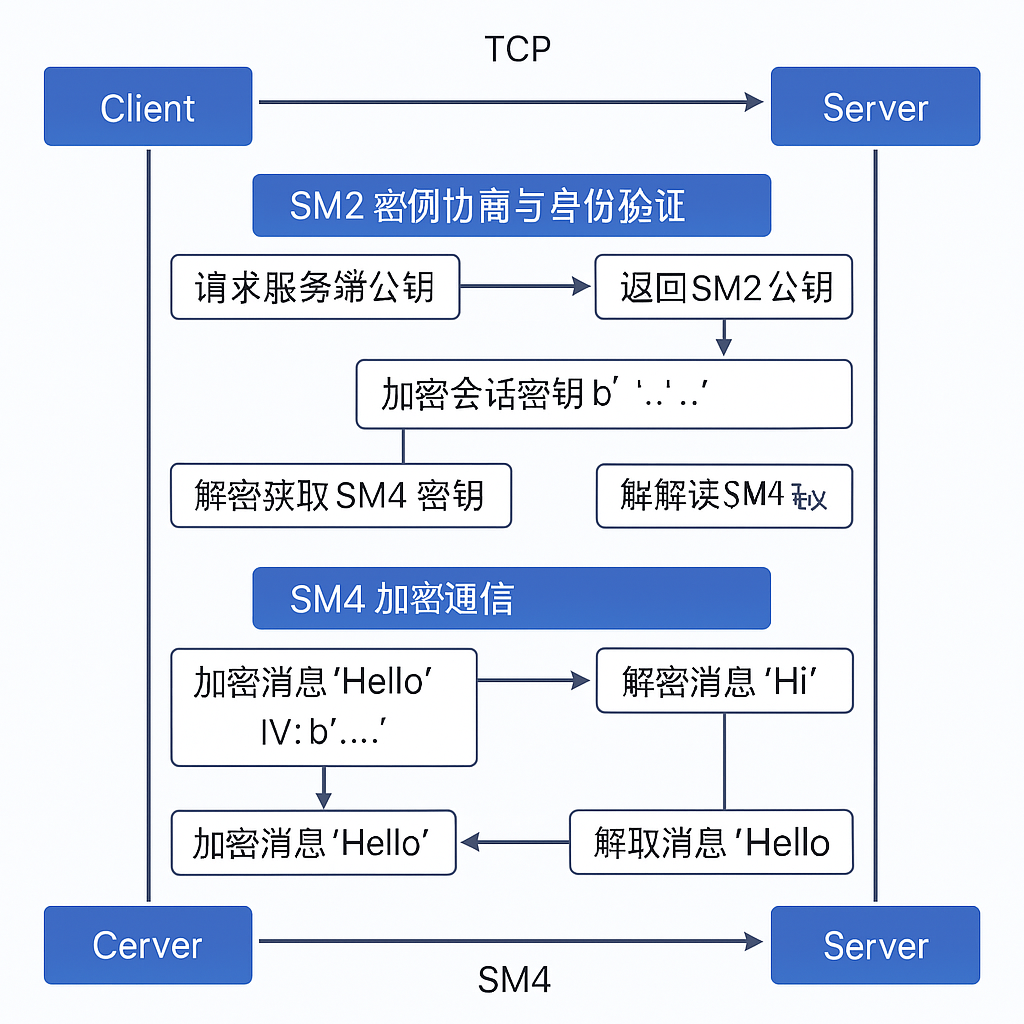 TCP
Client
Server
SM2 密例协商与身份验证
请求服务端公钥
返回SM2公钥
加密会话密钥 b' '..'..'
解密获取 SM4 密钥
解解读SM4
SM4 加密通信
加密消息 'Hello'
IV: b'....'
解密消息 'Hi'
加密消息 'Hello'
解取消息 'Hello
Cerver
Server
SM4